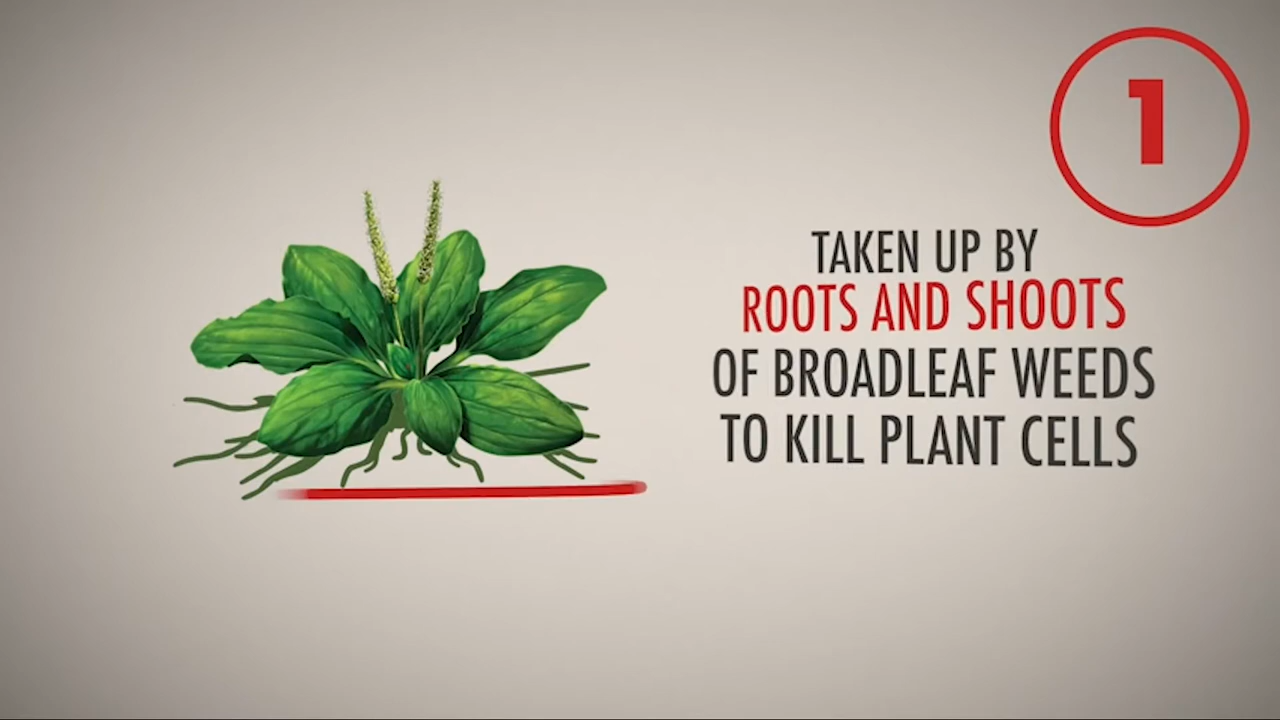 1
TAKEN UP BY
ROOTS AND SHOOTS
OF BROADLEAF WEEDS
TO KILL PLANT CELLS